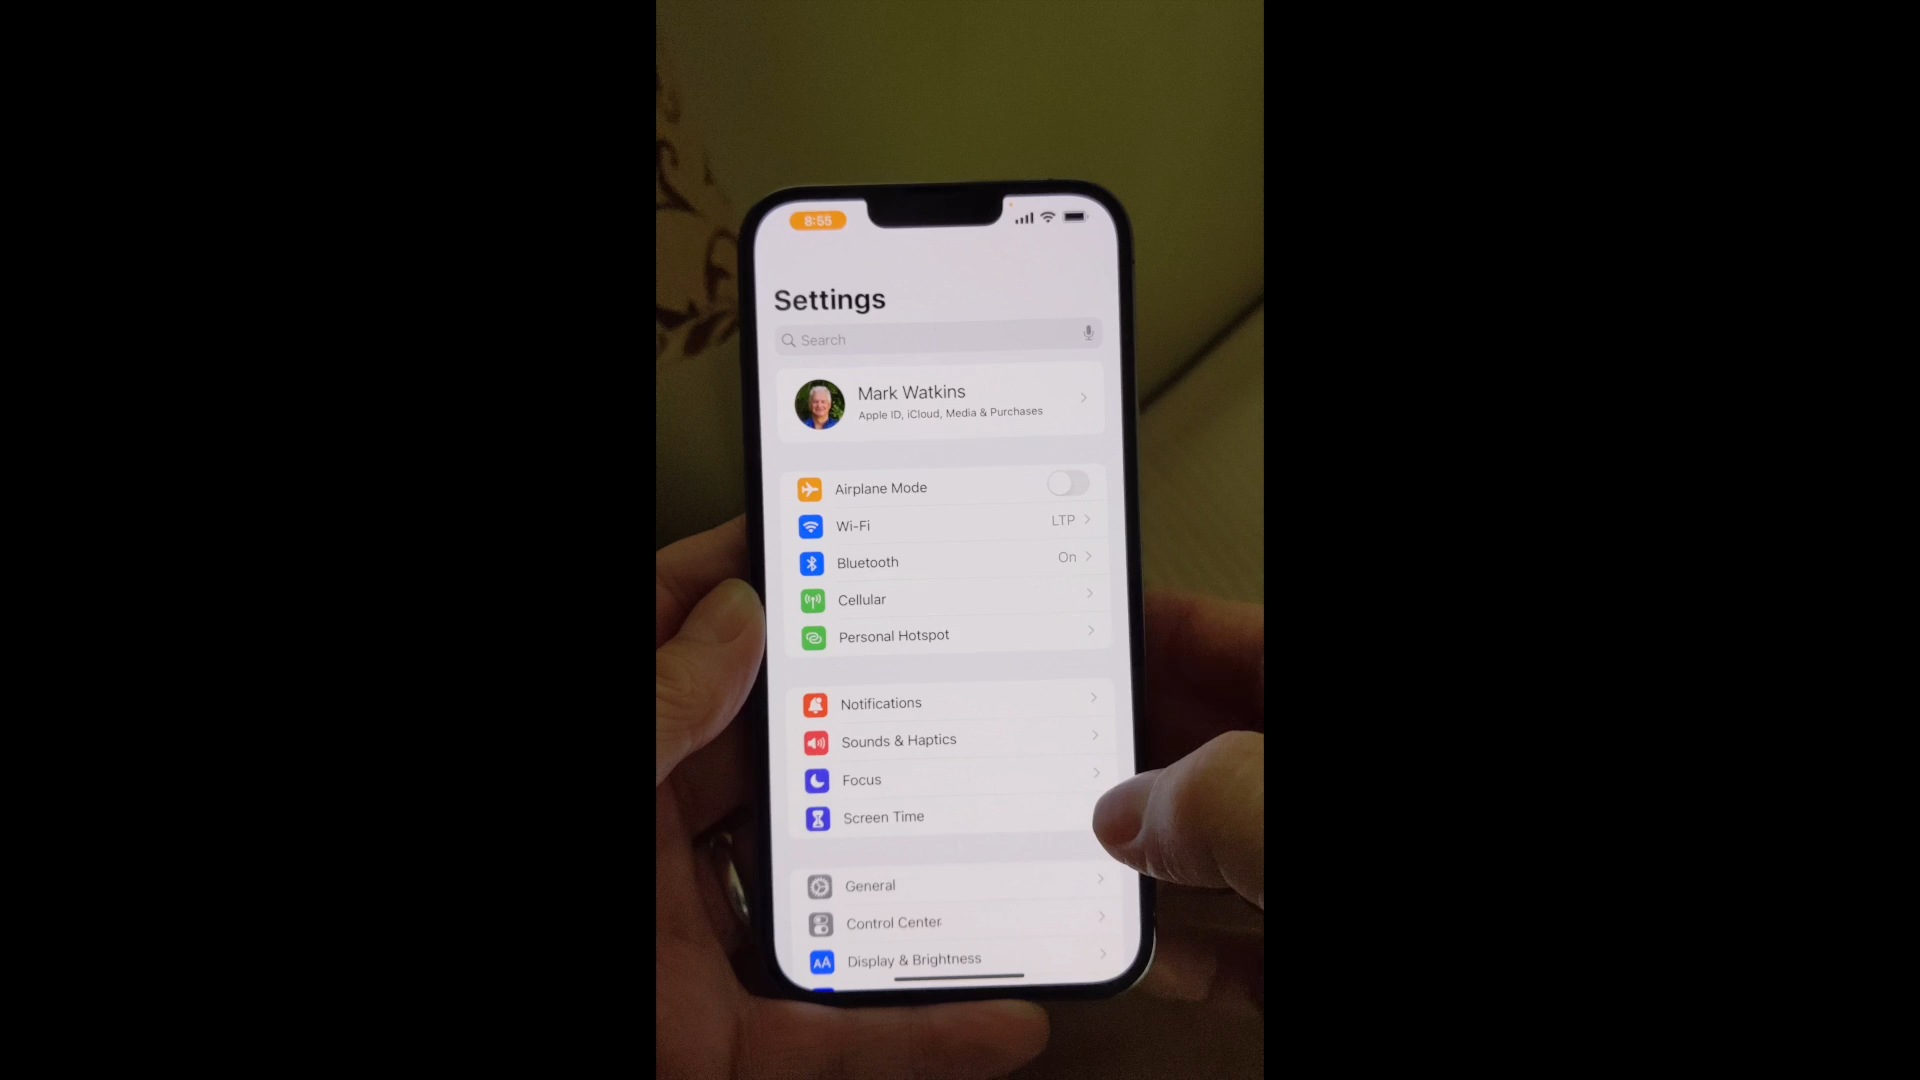 8:55
Settings
Search
Mark Watkins
Apple ID, iCloud, Media & Purchases
Airplane Mode
Wi-Fi LTP
Bluetooth On
Cellular
Personal Hotspot
Notifications
Sounds & Haptics
Focus
Screen Time
General
Control Center
AA Display & Brightness